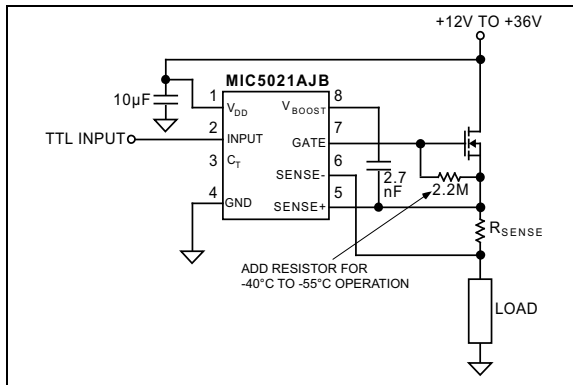 +12V TO +36V
MIC5021AJB
10µF
TTL INPUT
1
2
3
4
V_DD
INPUT
C_T
GND
V_BOOST
GATE
SENSE-
SENSE+
8
7
6
5
2.7
nF
2.2M
R_SENSE
ADD RESISTOR FOR
-40°C TO -55°C OPERATION
LOAD